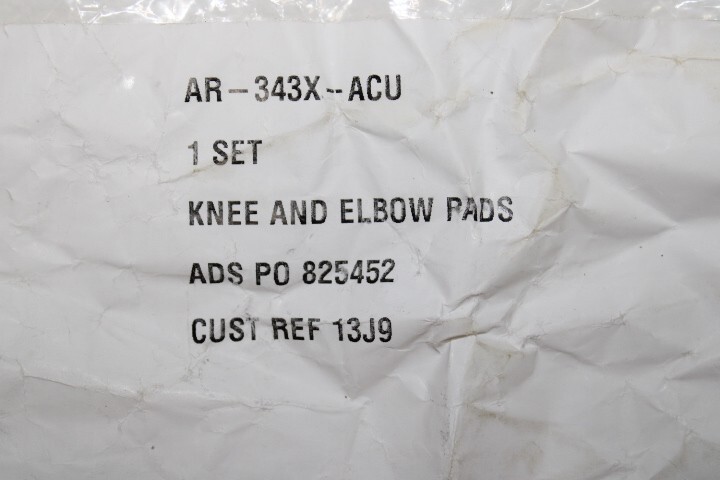 AR-343X--ACU
1 SET
KNEE AND ELBOW PADS
ADS PO 825452
CUST REF 13J9